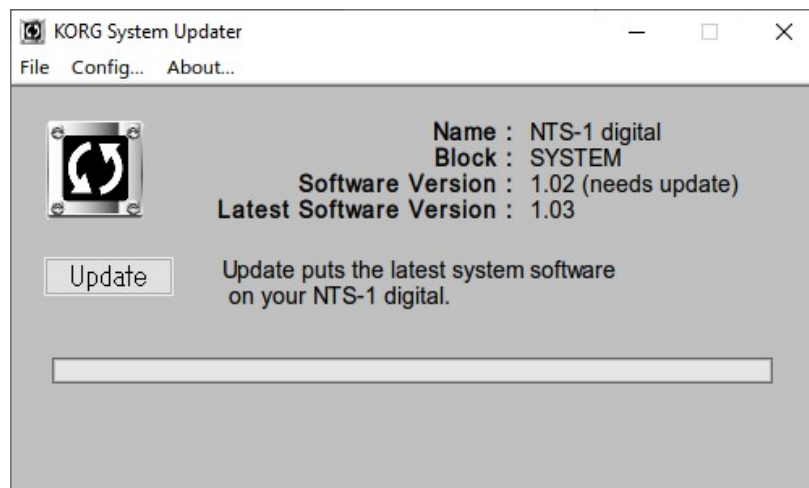 KORG System Updater
File Config... About...
Name : NTS-1 digital
Block : SYSTEM
Software Version : 1.02 (needs update)
Latest Software Version : 1.03
Update
Update puts the latest system software
on your NTS-1 digital.